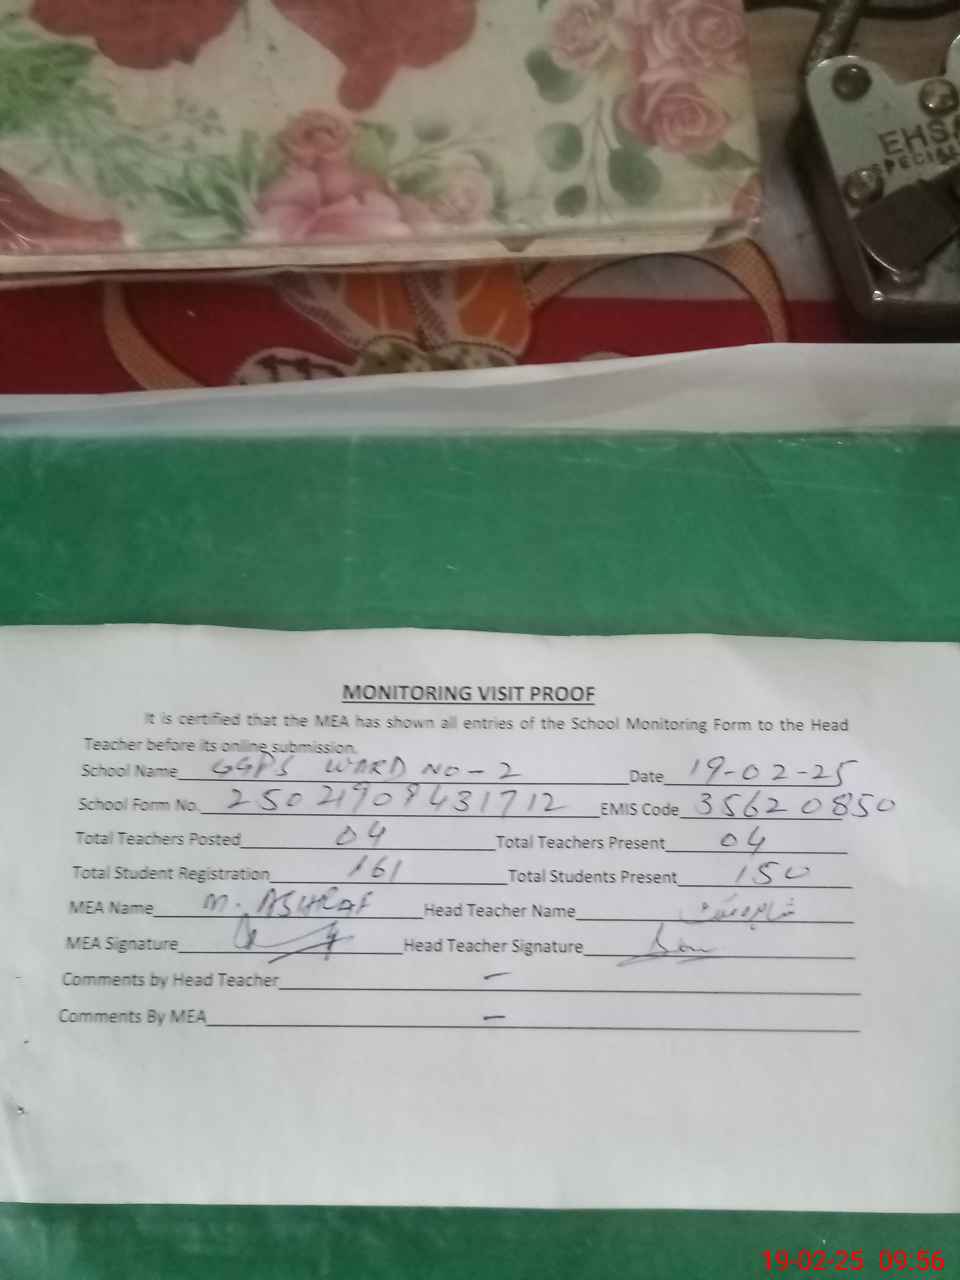 EHS
SPECIAL
MONITORING VISIT PROOF
It is certified that the MEA has shown all entries of the School Monitoring Form to the Head
Teacher before its online submission.
School Name GGPS WARD NO-2 Date 19-02-25
School Form No. 250219084 31712 EMIS Code 35620850
Total Teachers Posted 04 Total Teachers Present 04
Total Student Registration 161 Total Students Present 150
MEA Name M. ASHRAF Head Teacher Name
MEA Signature Head Teacher Signature
Comments by Head Teacher —
Comments By MEA —
19-02-25 09:56